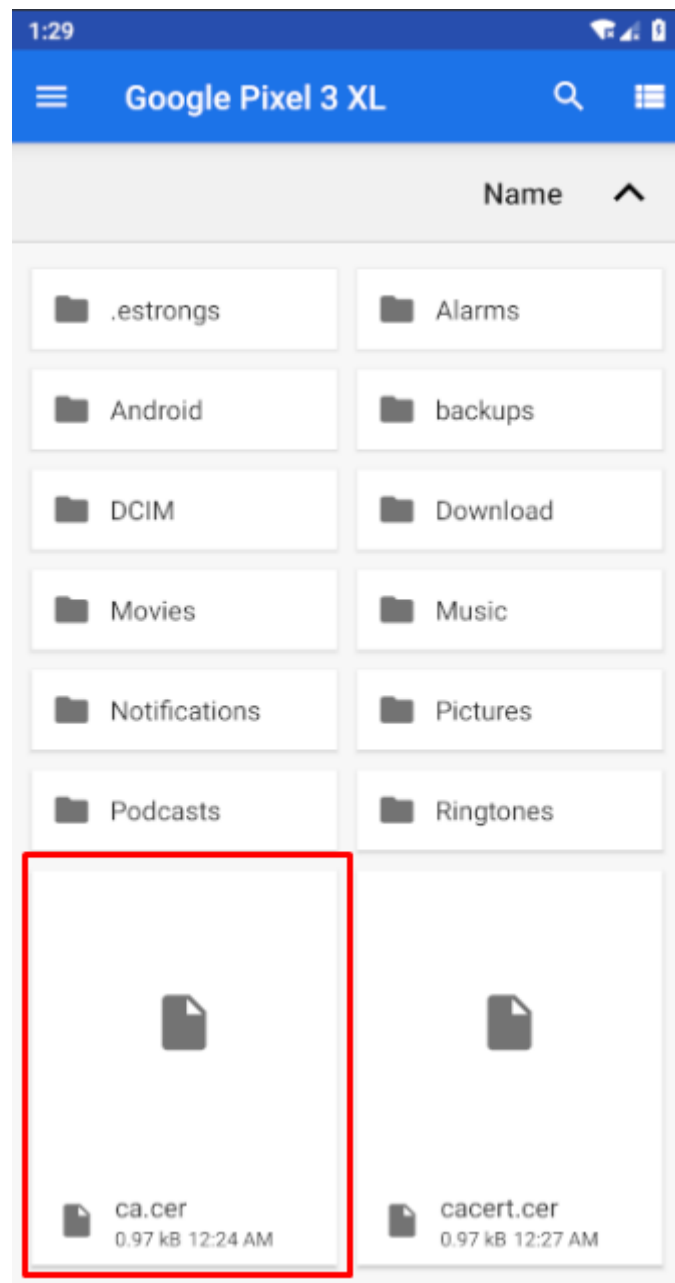 1:29
Google Pixel 3 XL
Name
.estrongs
Alarms
Android
backups
DCIM
Download
Movies
Music
Notifications
Pictures
Podcasts
Ringtones
ca.cer
0.97 kB 12:24 AM
cacert.cer
0.97 kB 12:27 AM